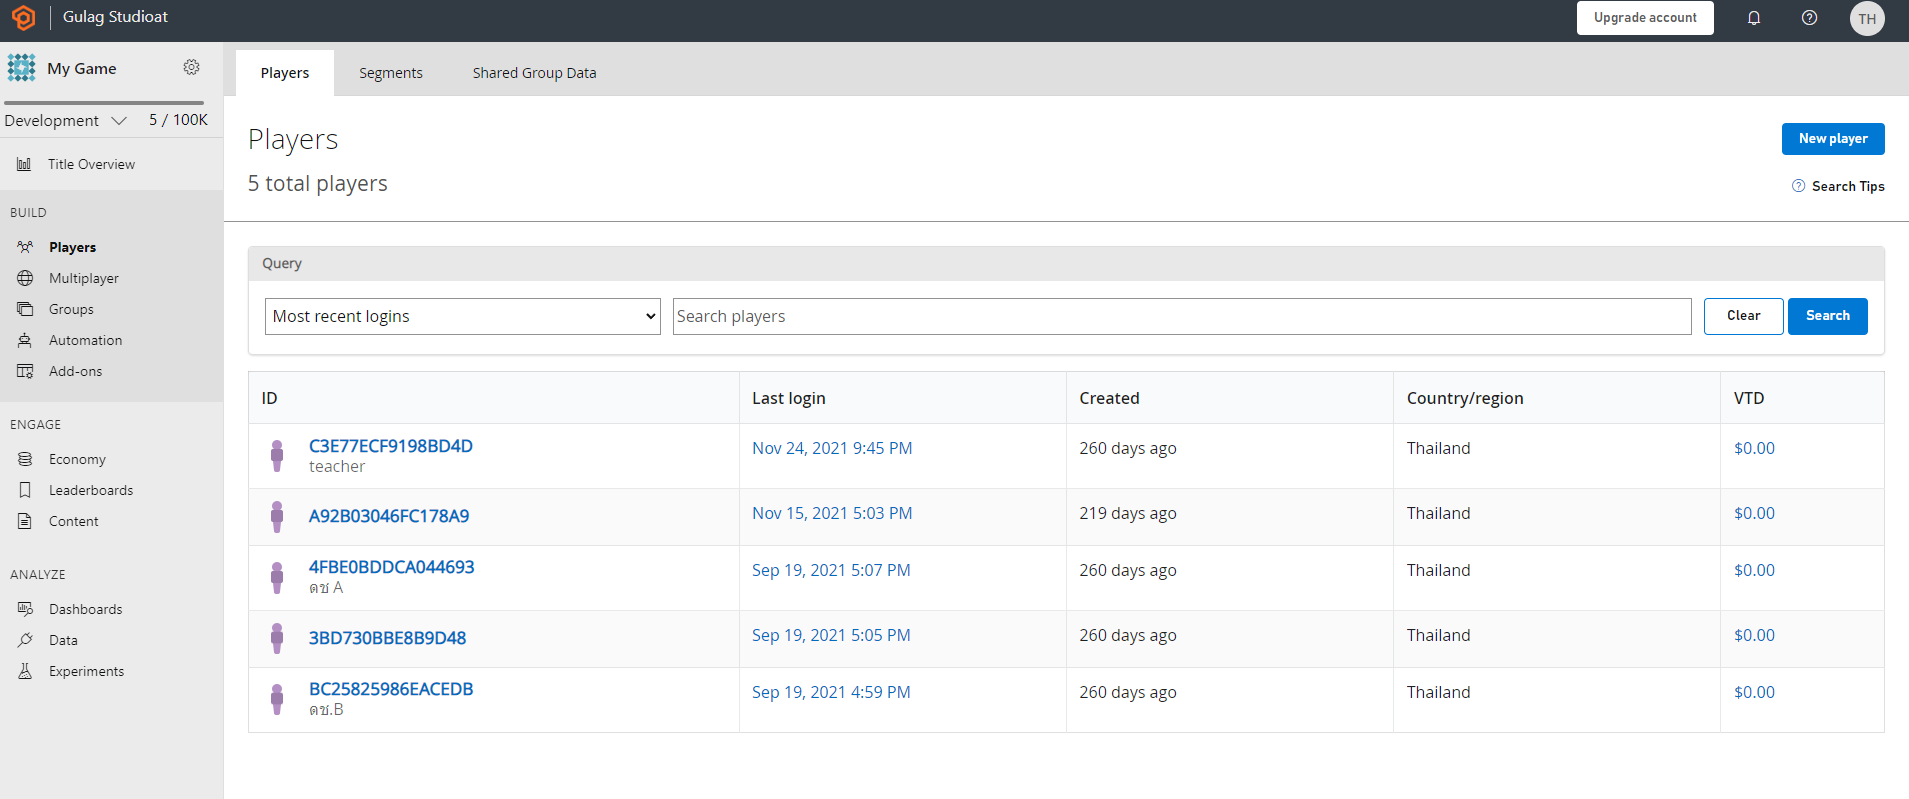 Gulag Studioat
Upgrade account
TH
My Game
Development 5 / 100K
Title Overview
BUILD
Players
Multiplayer
Groups
Automation
Add-ons
ENGAGE
Economy
Leaderboards
Content
ANALYZE
Dashboards
Data
Experiments
Players Segments Shared Group Data
Players
New player
5 total players
Search Tips
Query
Most recent logins Search players Clear Search
ID Last login Created Country/region VTD
C3E77ECF9198BD4D Nov 24, 2021 9:45 PM 260 days ago Thailand $0.00
teacher
A92B03046FC178A9 Nov 15, 2021 5:03 PM 219 days ago Thailand $0.00
4FBE0BDDCA044693 Sep 19, 2021 5:07 PM 260 days ago Thailand $0.00
ดช A
3BD730BBE8B9D48 Sep 19, 2021 5:05 PM 260 days ago Thailand $0.00
BC25825986EACEDB Sep 19, 2021 4:59 PM 260 days ago Thailand $0.00
ดช.B